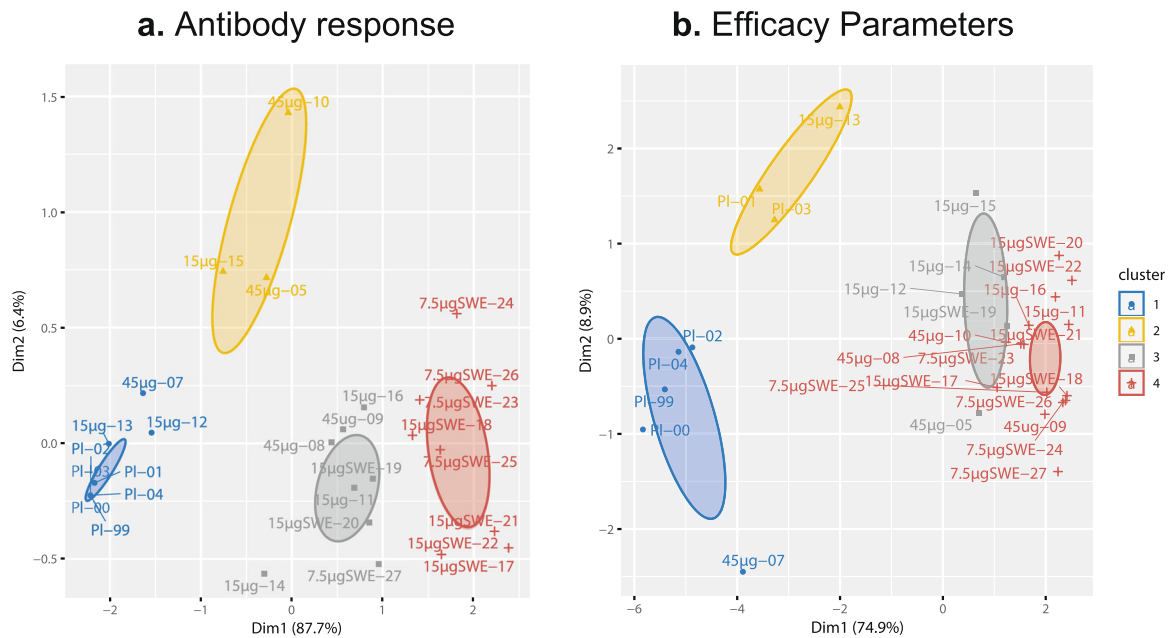 a. Antibody response
1.5
1.0
0.5
0.0
−0.5
−2
−1
0
1
2
Dim2 (6.4%)
Dim1 (87.7%)
45µg−10
15µg−15
45µg−05
7.5µgSWE−24
45µg−07
7.5µgSWE−26
15µg−16
7.5µgSWE−23
15µg−13
15µg−12
45µg−09
15µgSWE−18
PI−02
45µg−08
PI−03
PI−01
15µgSWE−19
7.5µgSWE−25
PI−04
15µg−11
PI−00
15µgSWE−20
15µgSWE−21
PI−99
15µgSWE−22
15µgSWE−17
7.5µgSWE−27
15µg−14
b. Efficacy Parameters
2
1
0
−1
−2
−6
−4
−2
0
2
Dim2 (8.9%)
Dim1 (74.9%)
15µg−13
PI−01
PI−03
15µg−15
15µgSWE−20
15µg−14
15µgSWE−22
15µg−12
15µg−16
15µgSWE−19
15µg−11
PI−02
45µg−10
15µgSWE−21
PI−04
45µg−08
7.5µgSWE−23
7.5µgSWE−25
15µgSWE−17
15µgSWE−18
PI−99
7.5µgSWE−26
PI−00
45µg−05
45µg−09
7.5µgSWE−24
7.5µgSWE−27
45µg−07
cluster
a 1
a 2
a 3
a 4